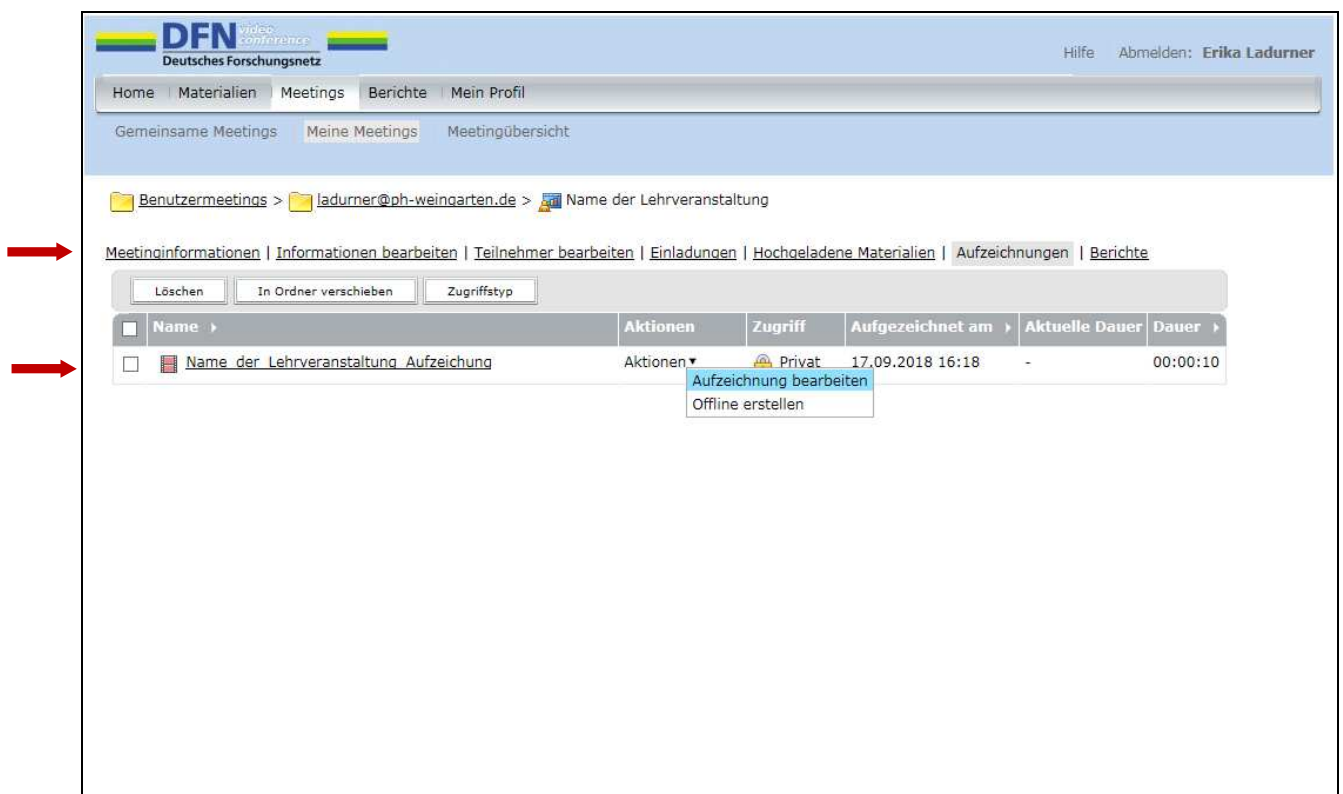 DFN video
conference
Deutsches Forschungsnetz
Hilfe Abmelden: Erika Ladurner
Home Materialien Meetings Berichte Mein Profil
Gemeinsame Meetings Meine Meetings Meetingübersicht
Benutzermeetings > ladurner@ph-weingarten.de > Name der Lehrveranstaltung
Meetinginformationen | Informationen bearbeiten | Teilnehmer bearbeiten | Einladungen | Hochgeladene Materialien | Aufzeichnungen | Berichte
Löschen In Ordner verschieben Zugriffstyp
Name Aktionen Zugriff Aufgezeichnet am Aktuelle Dauer Dauer
Name_der_Lehrveranstaltung_Aufzeichung Aktionen Privat 17.09.2018 16:18 - 00:00:10
Aufzeichnung bearbeiten
Offline erstellen